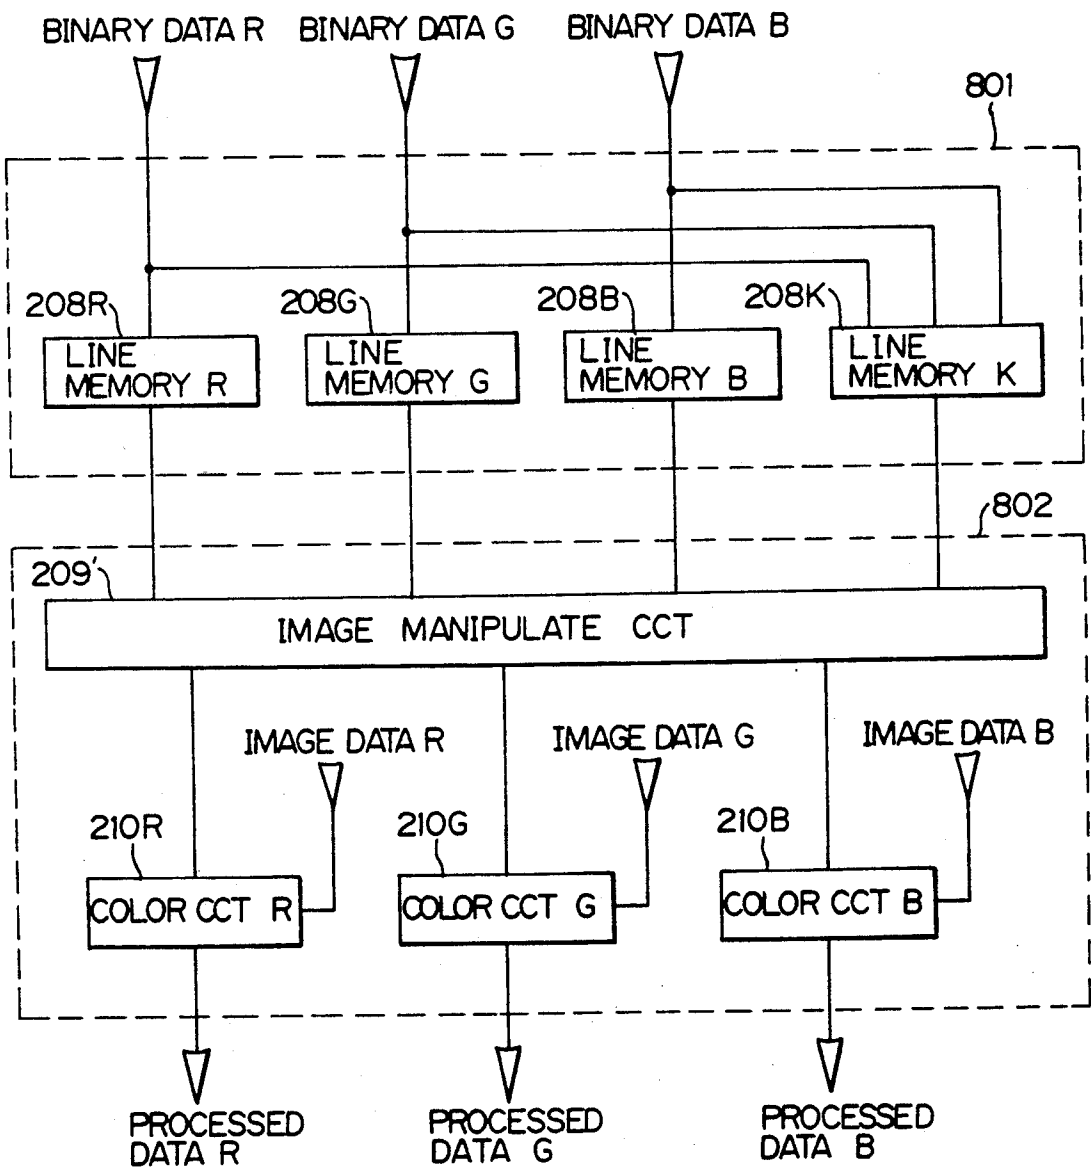 BINARY DATA R BINARY DATA G BINARY DATA B
801
208R 208G 208B 208K
LINE MEMORY R
LINE MEMORY G
LINE MEMORY B
LINE MEMORY K
802
209'
IMAGE MANIPULATE CCT
IMAGE DATA R IMAGE DATA G IMAGE DATA B
210R 210G 210B
COLOR CCT R COLOR CCT G COLOR CCT B
PROCESSED DATA R
PROCESSED DATA G
PROCESSED DATA B